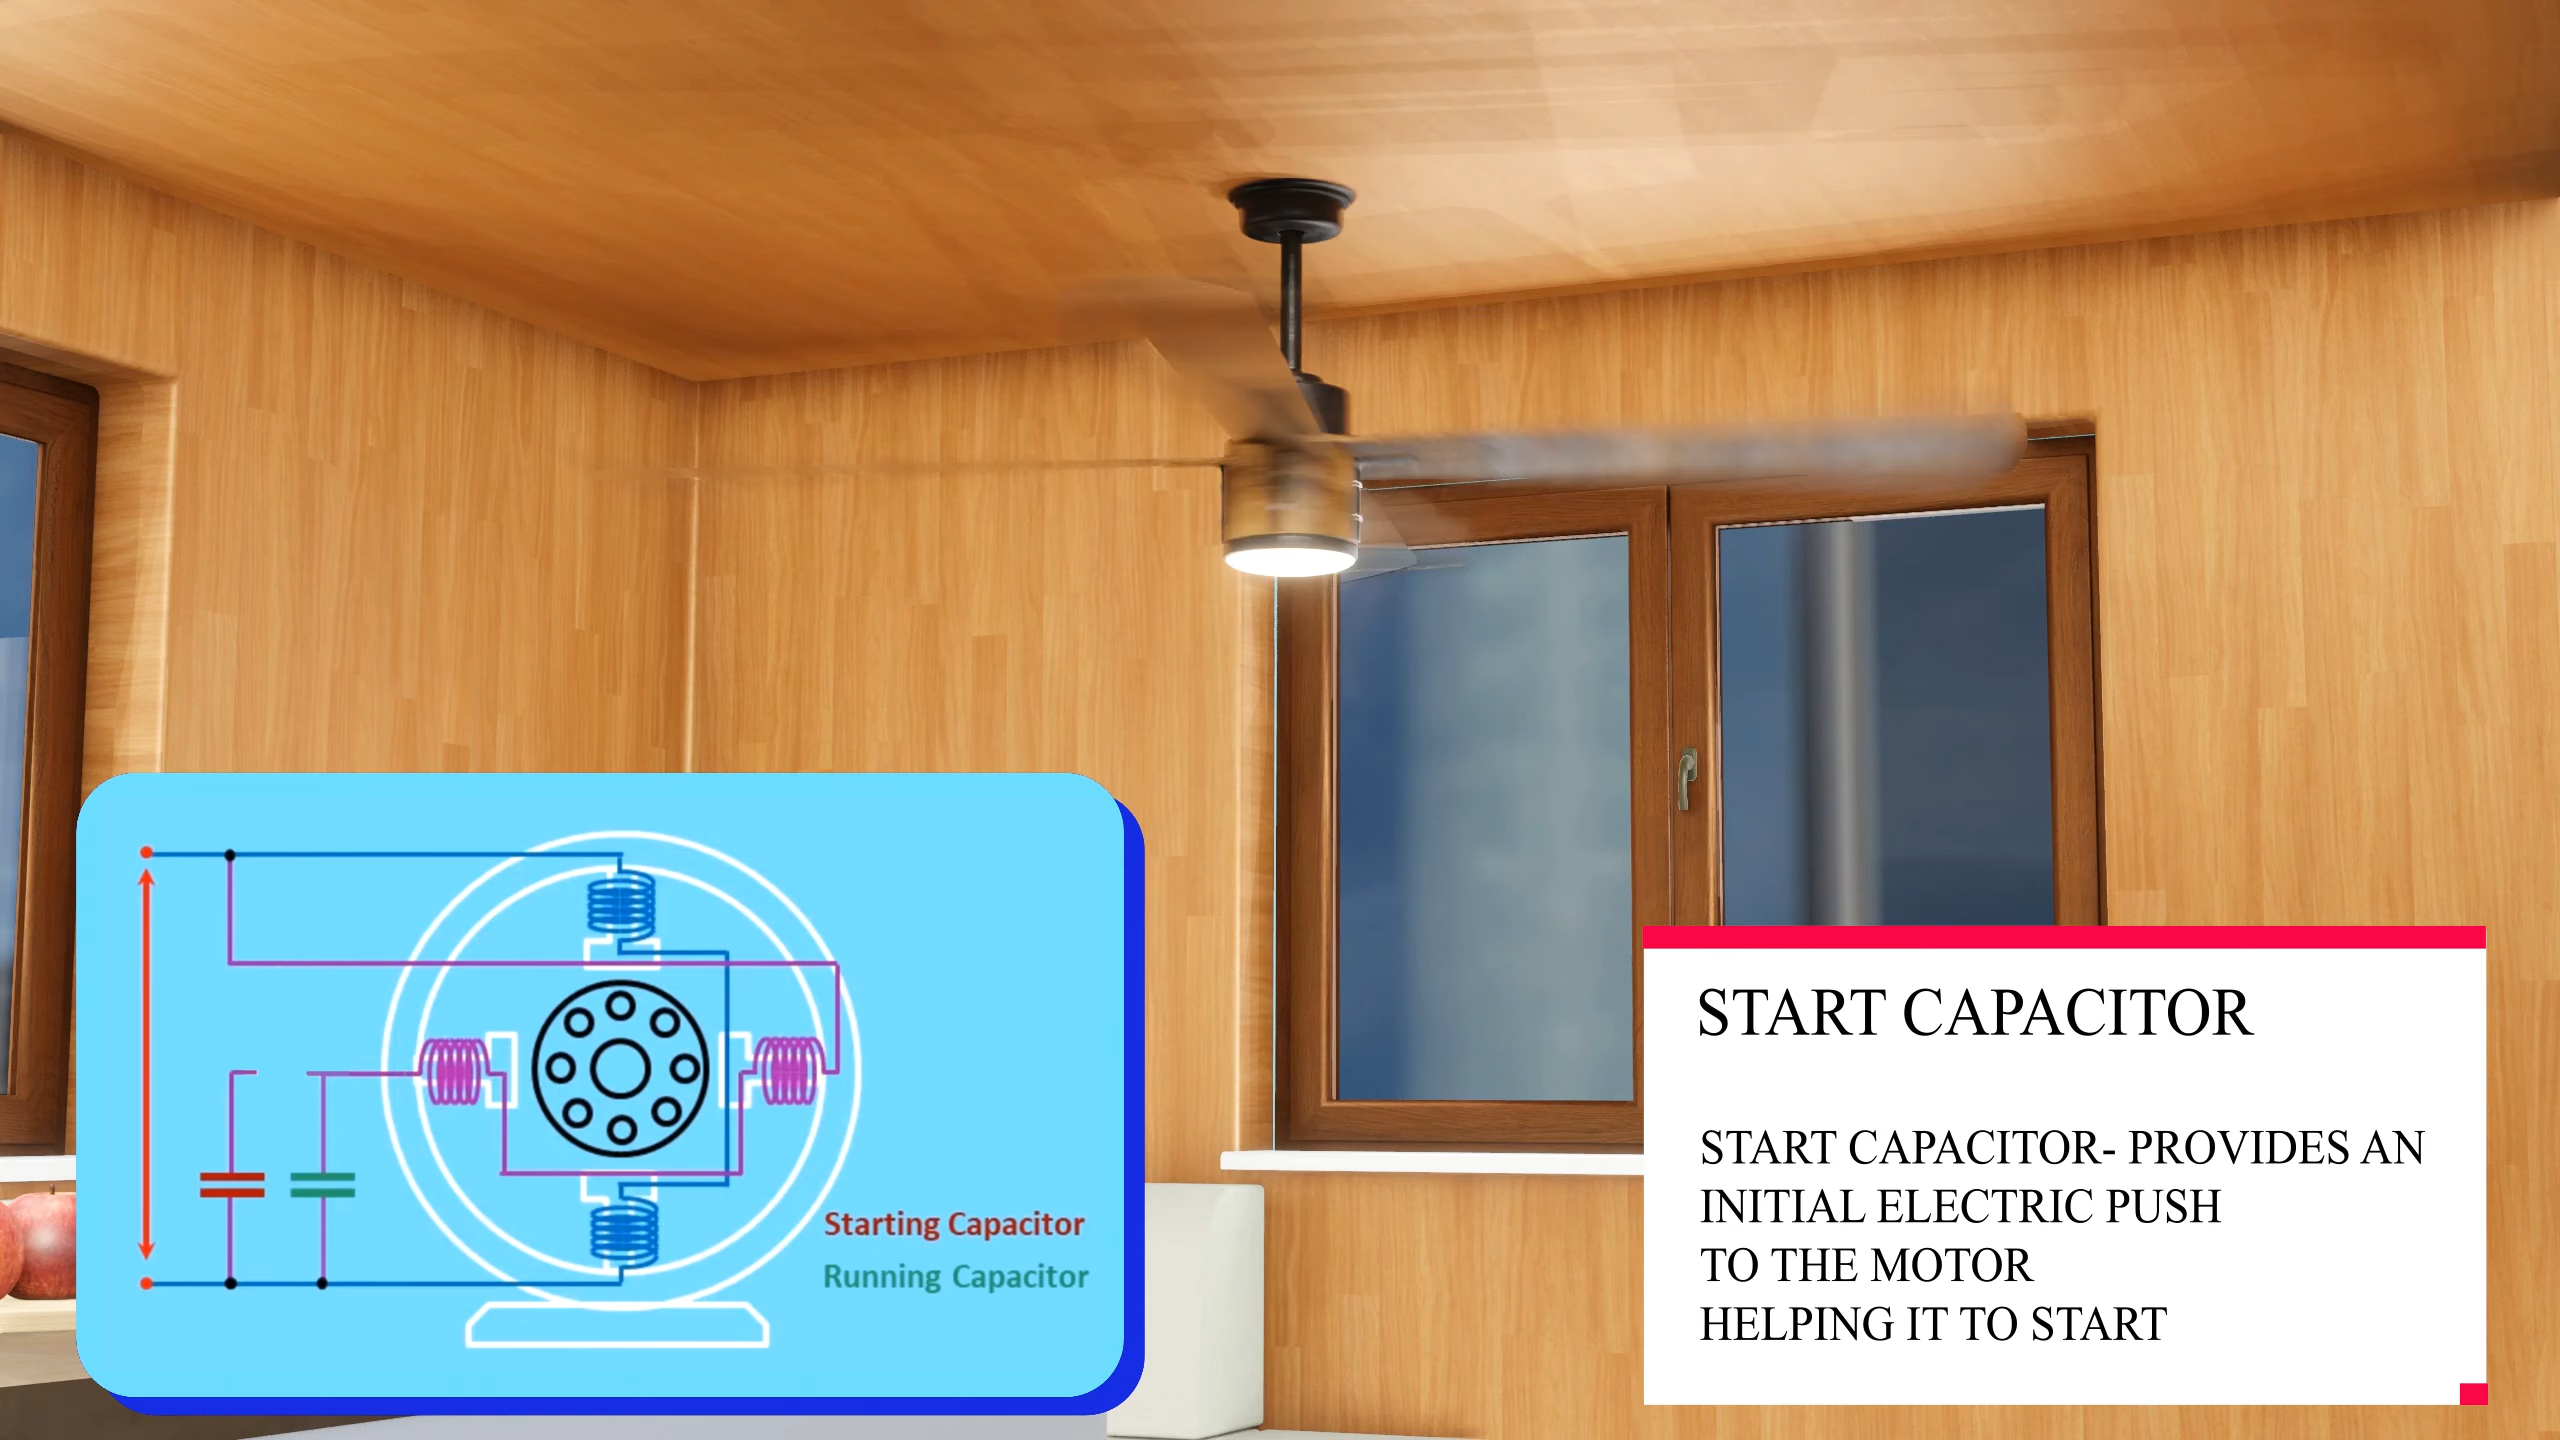 Starting Capacitor
Running Capacitor
START CAPACITOR
START CAPACITOR- PROVIDES AN
INITIAL ELECTRIC PUSH
TO THE MOTOR
HELPING IT TO START